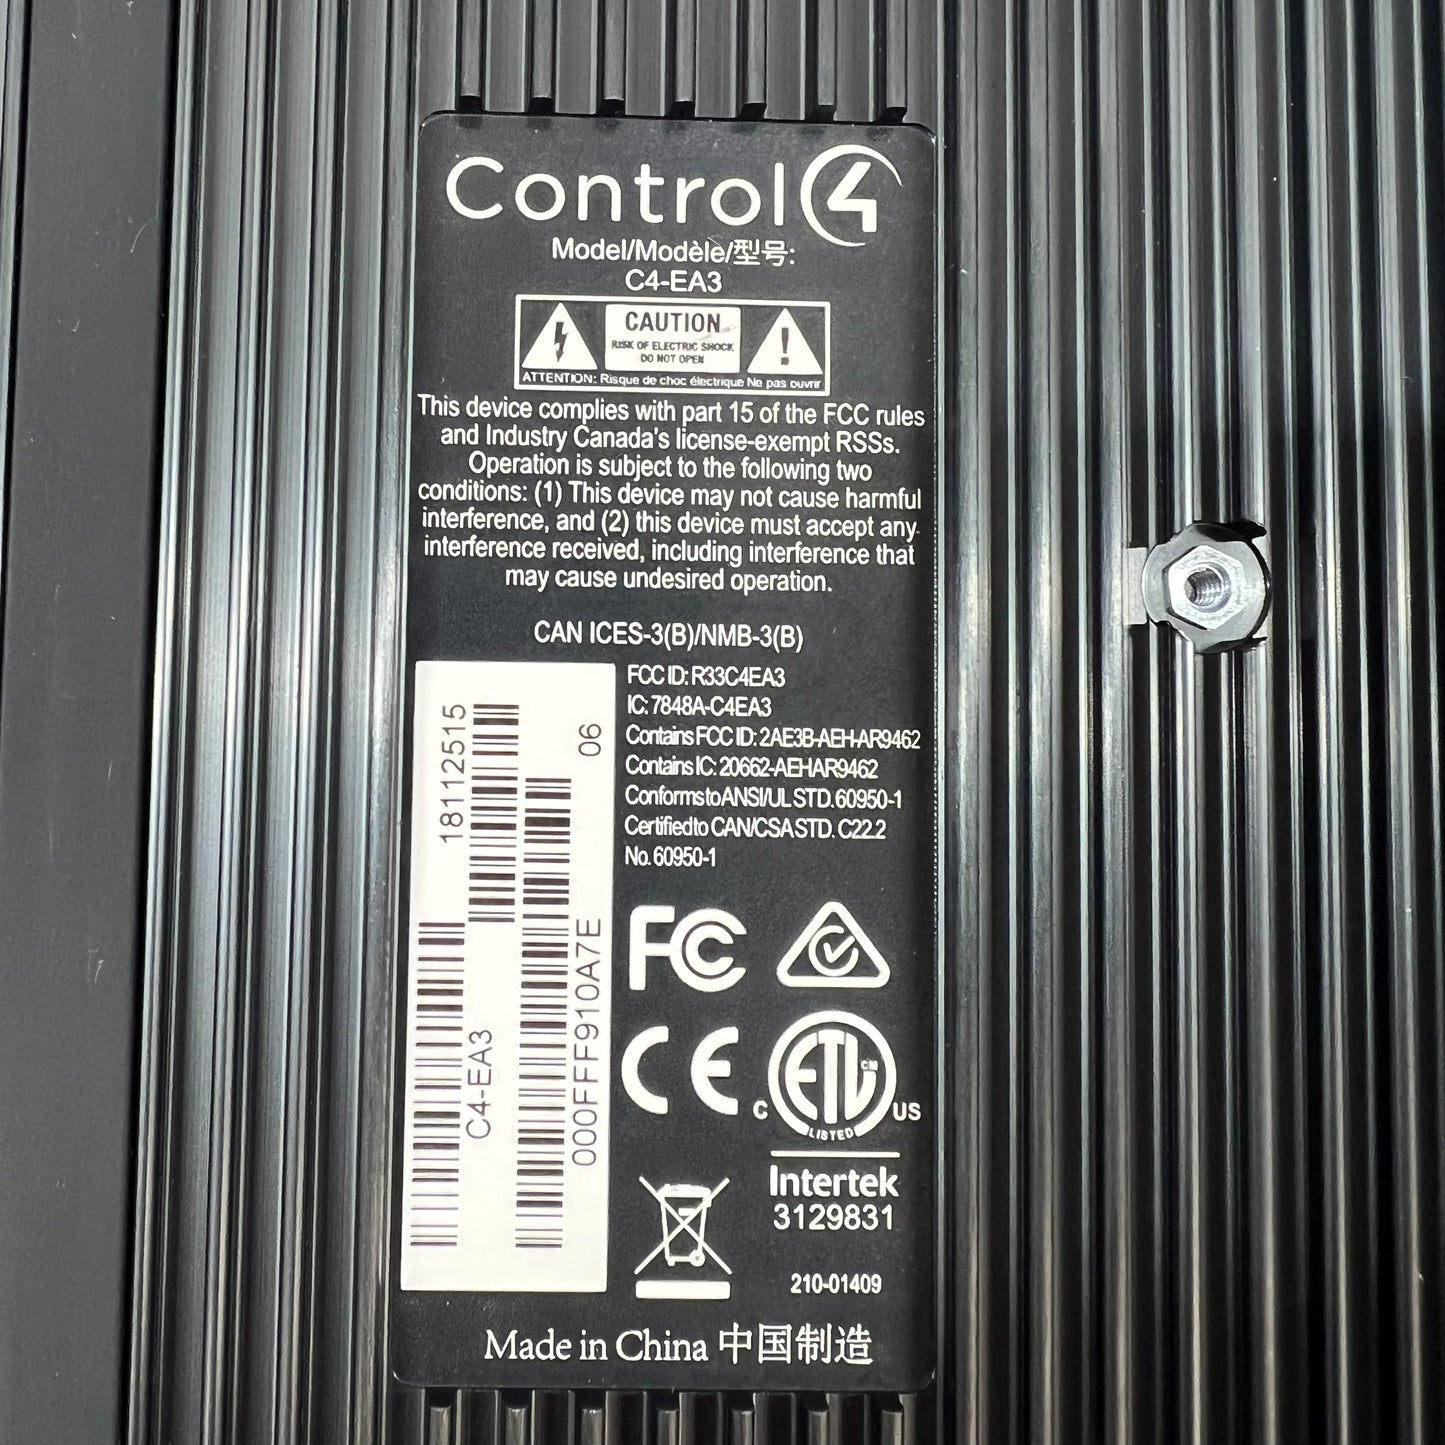 Control4
Model/Modèle/型号:
C4-EA3
CAUTION
RISK OF ELECTRIC SHOCK
DO NOT OPEN
ATTENTION: Risque de choc électrique Ne pas ouvrir
This device complies with part 15 of the FCC rules
and Industry Canada's license-exempt RSSs.
Operation is subject to the following two
conditions: (1) This device may not cause harmful
interference, and (2) this device must accept any
interference received, including interference that
may cause undesired operation.
CAN ICES-3(B)/NMB-3(B)
FCC ID: R33C4EA3
IC: 7848A-C4EA3
Contains FCC ID: 2AE3B-AEH-AR9462
Contains IC: 20662-AEHAR9462
Conforms to ANSI/UL STD. 60950-1
Certified to CAN/CSA STD. C22.2
No. 60950-1
18112515
06
C4-EA3
000FFF910A7E
FC
CE
C ETL CM US
LISTED
Intertek
3129831
210-01409
Made in China 中国制造